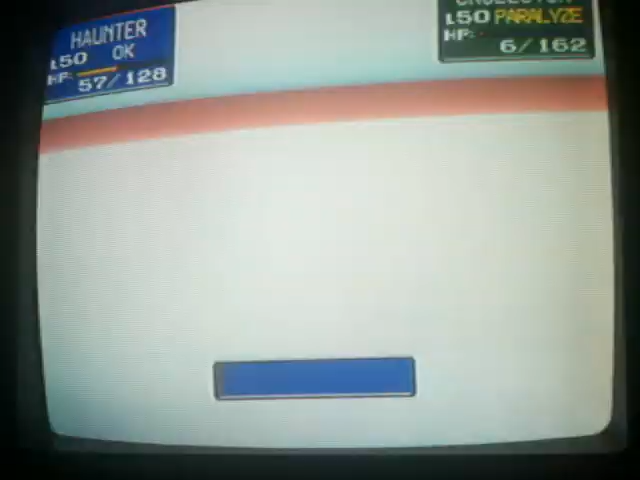 HAUNTER
L50 OK
HP: 57/128
L50 PARALYZE
HP:
6/162